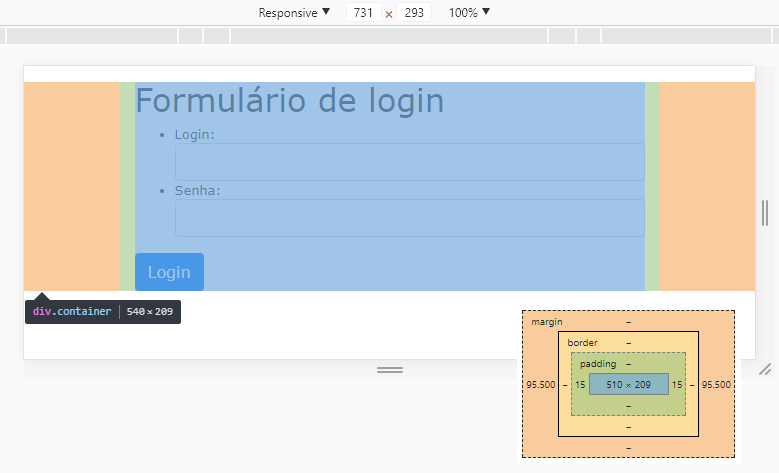 Responsive ▼ 731 × 293 100% ▼
Formulário de login
• Login:
• Senha:
Login
div.container 540 × 209
margin –
border –
padding –
95.500 – 15 510 × 209 15 – 95.500
–
–
–